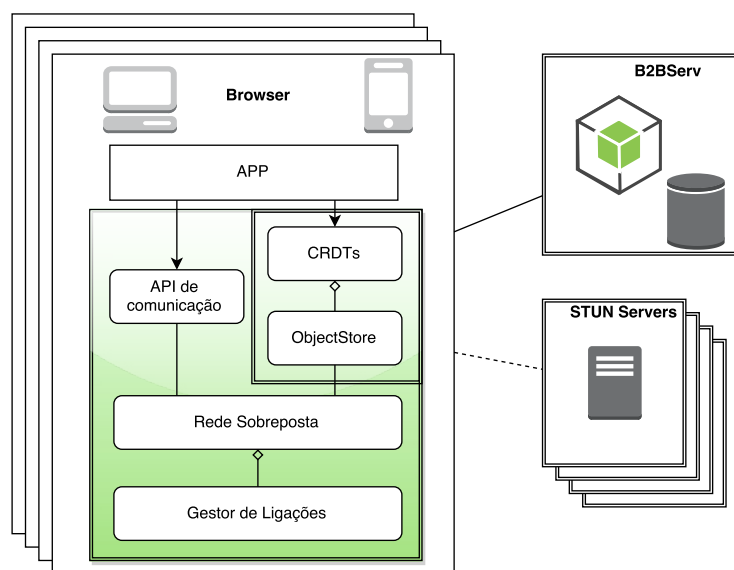 Browser
APP
CRDTs
API de
comunicação
ObjectStore
Rede Sobreposta
Gestor de Ligações
B2BServ
STUN Servers